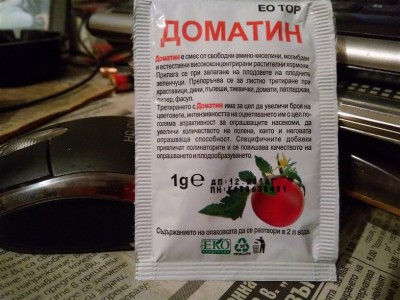 ЕО ТОР
ДОМАТИН
Доматин е смес от свободни амино-киселини, молибден
и естествени висококонцентрирани растителни хормони.
Прилага се при залагане на плодовете на плодните
зеленчуци. Препоръчва се за листно третиране при
краставици, дини, пъпеши, тиквички, домати, патладжан,
пипер, фасул.
Третирането с Доматин има за цел да увеличи броя на
цветовете, интензивността на оцветяването им с цел по-
голяма атрактивност за опрашващите насекоми, да
увеличи количеството на полена, както и неговата
опрашваща способност. Специфичните добавки
привличат полинаторите и се повишава качеството на
опрашването и плодообразуването.
1g℮
ДП:12
ПН:
Съдържанието на опаковката да се разтвори в 2 л вода.
ЕКО